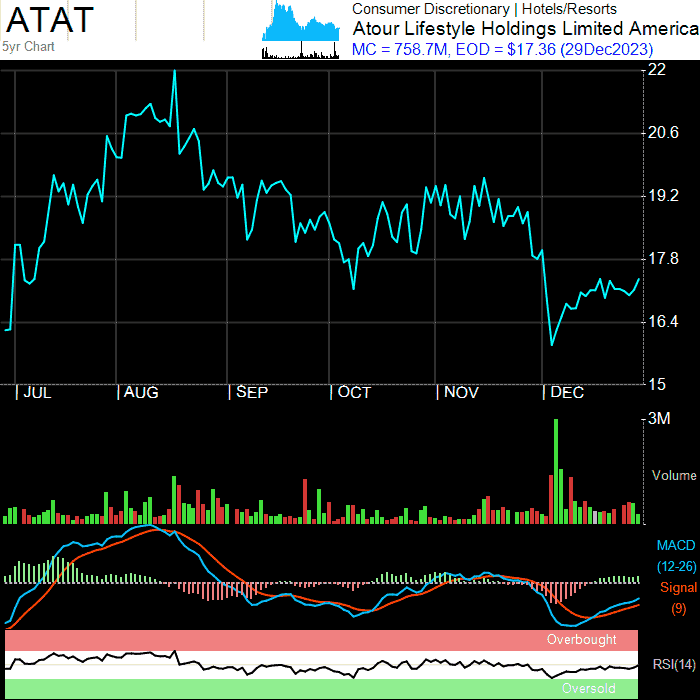 ATAT
5yr Chart
Consumer Discretionary | Hotels/Resorts
Atour Lifestyle Holdings Limited America
MC = 758.7M, EOD = $17.36 (29Dec2023)
22
20.6
19.2
17.8
16.4
15
| JUL | AUG | SEP | OCT | NOV | DEC
3M
Volume
MACD
(12-26)
Signal
(9)
Overbought
RSI(14)
Oversold